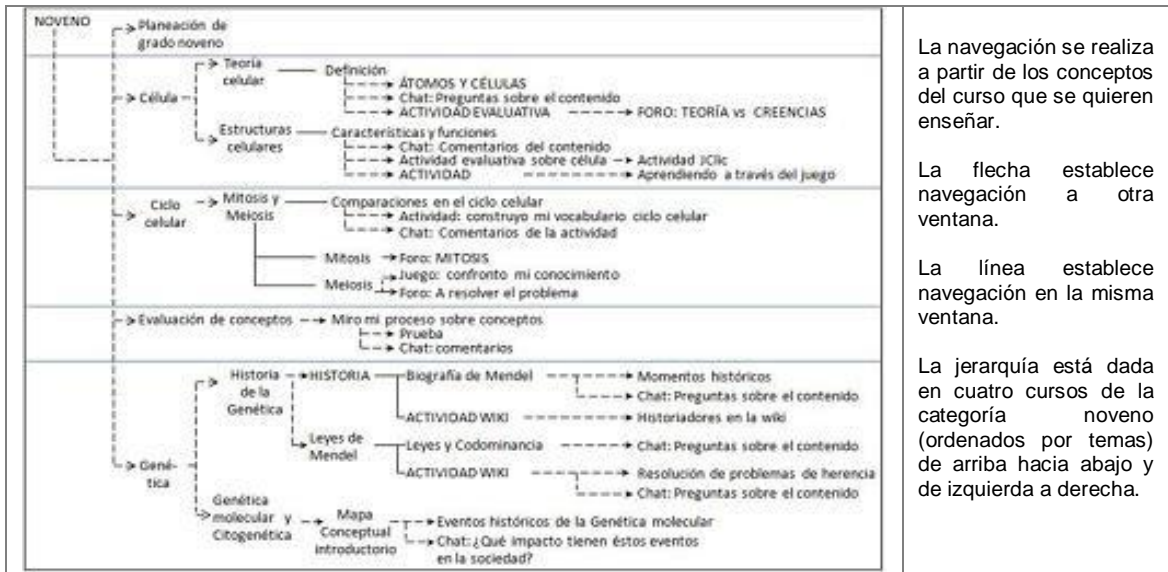 NOVENO
Planeación de
grado noveno
Célula
Teoría
celular
Definición
ÁTOMOS Y CÉLULAS
Chat: Preguntas sobre el contenido
ACTIVIDAD EVALUATIVA
FORO: TEORÍA vs CREENCIAS
Estructuras
celulares
Características y funciones
Chat: Comentarios del contenido
Actividad evaluativa sobre célula
Actividad JClic
ACTIVIDAD
Aprendiendo a través del juego
Ciclo
celular
Mitosis y
Meiosis
Comparaciones en el ciclo celular
Actividad: construyo mi vocabulario ciclo celular
Chat: Comentarios de la actividad
Mitosis
Foro: MITOSIS
Meiosis
Juego: confronto mi conocimiento
Foro: A resolver el problema
Evaluación de conceptos
Miro mi proceso sobre conceptos
Prueba
Chat: comentarios
Gené-
tica
Historia
de la
Genética
HISTORIA
Biografía de Mendel
Momentos históricos
Chat: Preguntas sobre el contenido
ACTIVIDAD WIKI
Historiadores en la wiki
Leyes de
Mendel
Leyes y Codominancia
Chat: Preguntas sobre el contenido
ACTIVIDAD WIKI
Resolución de problemas de herencia
Chat: Preguntas sobre el contenido
Genética
molecular y
Citogenética
Mapa
Conceptual
introductorio
Eventos históricos de la Genética molecular
Chat: ¿Qué impacto tienen éstos eventos
en la sociedad?
La navegación se realiza
a partir de los conceptos
del curso que se quieren
enseñar.
La flecha establece
navegación a otra
ventana.
La línea establece
navegación en la misma
ventana.
La jerarquía está dada
en cuatro cursos de la
categoría noveno
(ordenados por temas)
de arriba hacia abajo y
de izquierda a derecha.